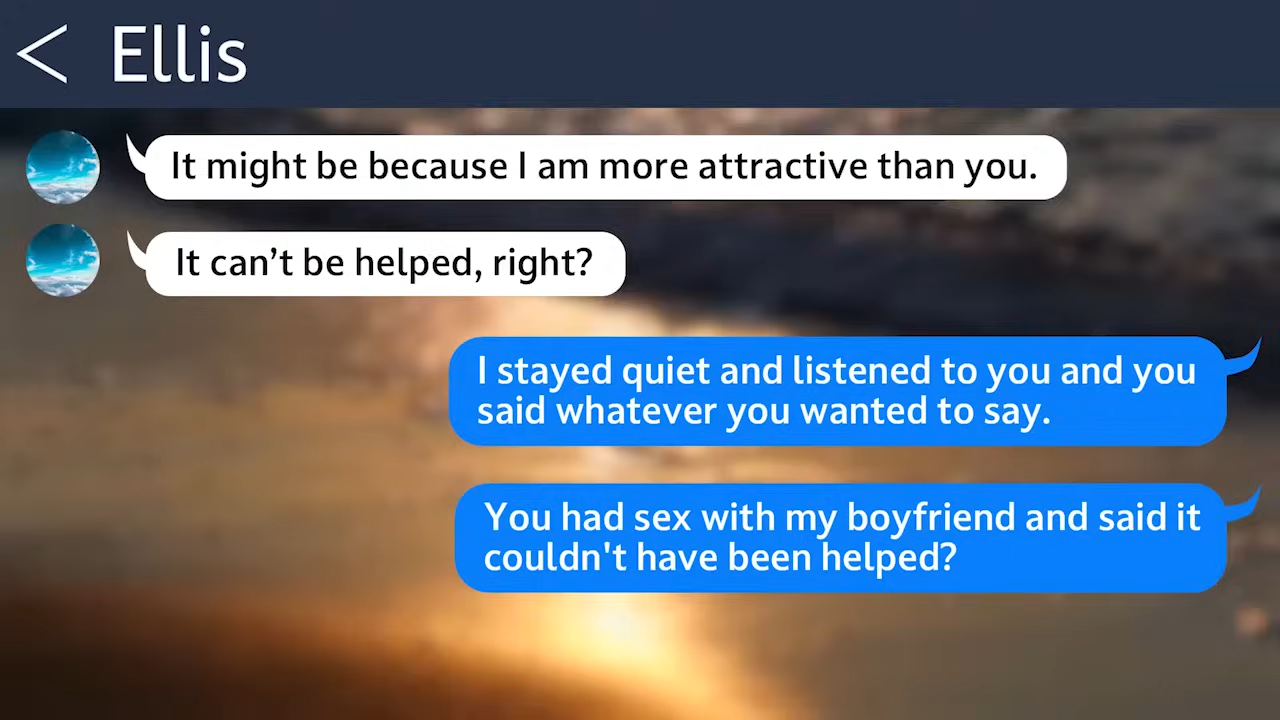 < Ellis
It might be because I am more attractive than you.
It can’t be helped, right?
I stayed quiet and listened to you and you
said whatever you wanted to say.
You had sex with my boyfriend and said it
couldn't have been helped?